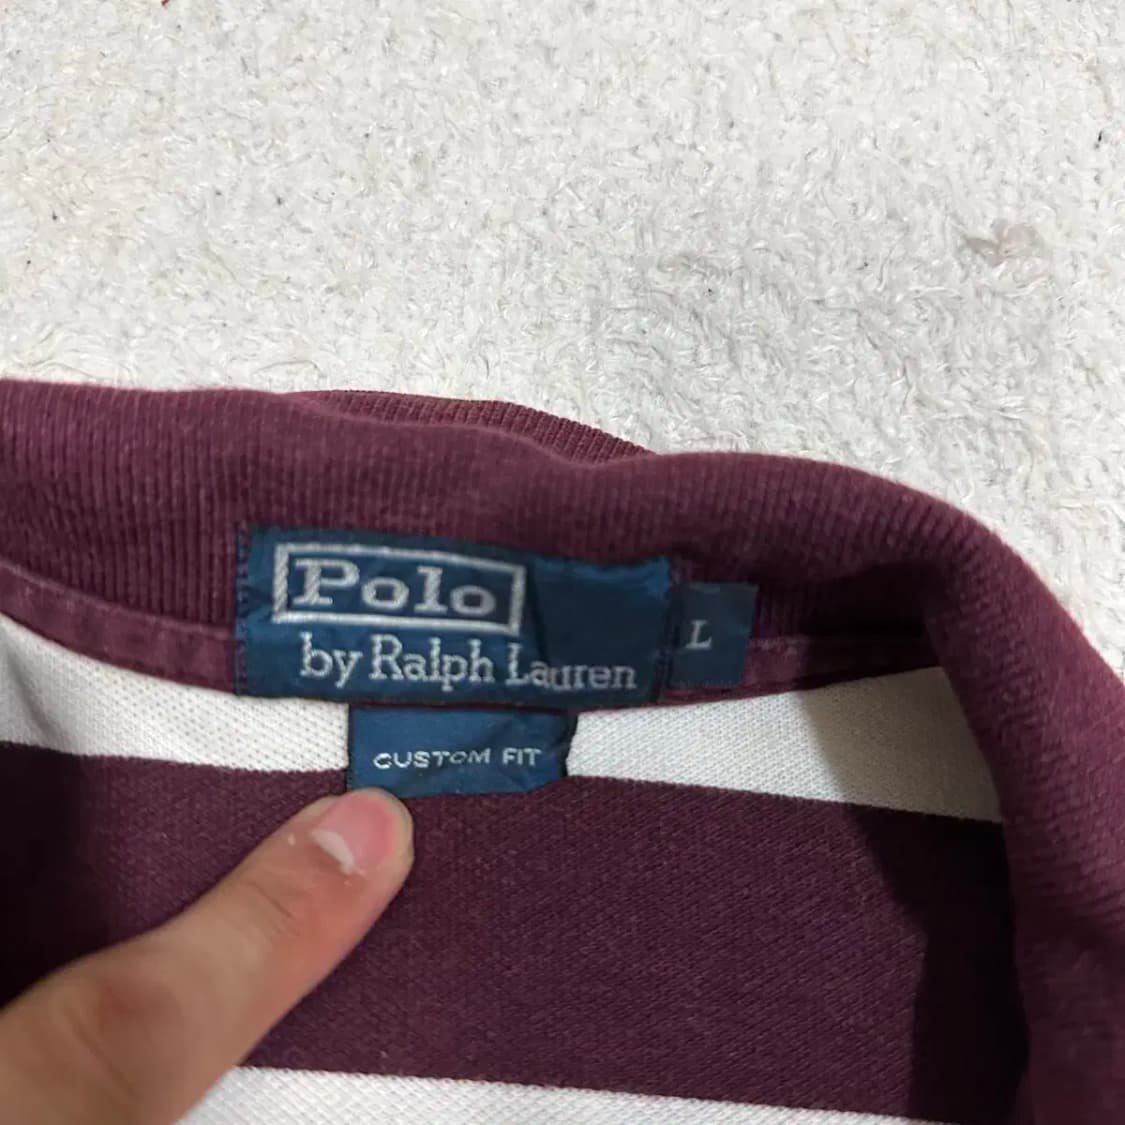 Polo
by Ralph Lauren
L
CUSTOM FIT